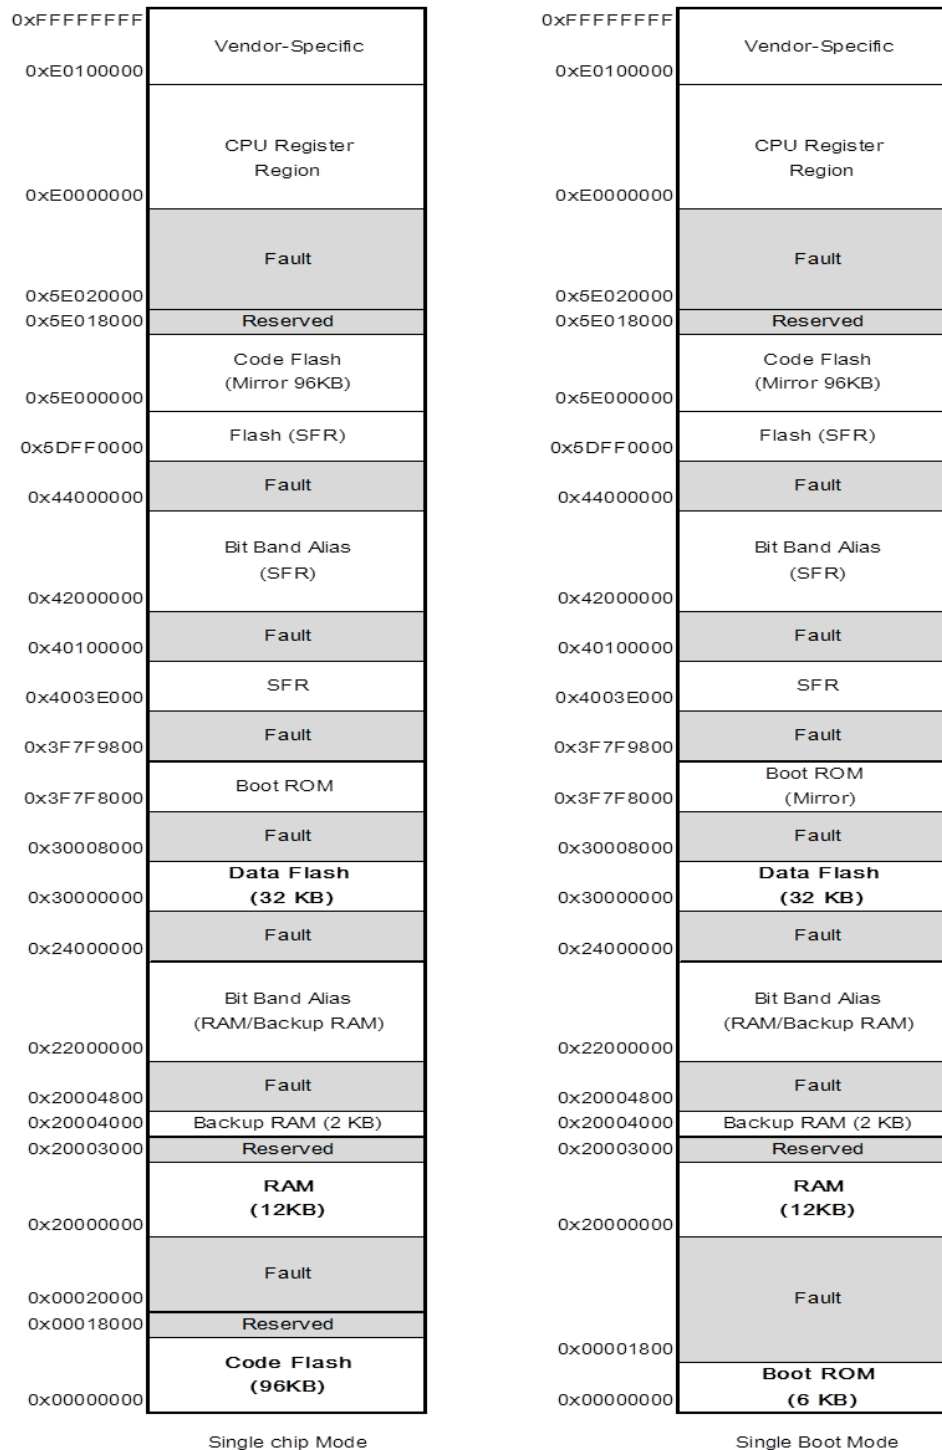 0xFFFFFFFF
Vendor-Specific
0xE0100000
CPU Register
Region
0xE0000000
Fault
0x5E020000
0x5E018000
Reserved
Code Flash
(Mirror 96KB)
0x5E000000
Flash (SFR)
0x5DFF0000
Fault
0x44000000
Bit Band Alias
(SFR)
0x42000000
Fault
0x40100000
SFR
0x4003E000
Fault
0x3F7F9800
Boot ROM
0x3F7F8000
Fault
0x30008000
Data Flash
(32 KB)
0x30000000
Fault
0x24000000
Bit Band Alias
(RAM/Backup RAM)
0x22000000
Fault
0x20004800
0x20004000
Backup RAM (2 KB)
0x20003000
Reserved
RAM
(12KB)
0x20000000
Fault
0x00020000
0x00018000
Reserved
Code Flash
(96KB)
0x00000000
Single chip Mode
0xFFFFFFFF
Vendor-Specific
0xE0100000
CPU Register
Region
0xE0000000
Fault
0x5E020000
0x5E018000
Reserved
Code Flash
(Mirror 96KB)
0x5E000000
Flash (SFR)
0x5DFF0000
Fault
0x44000000
Bit Band Alias
(SFR)
0x42000000
Fault
0x40100000
SFR
0x4003E000
Fault
0x3F7F9800
Boot ROM
(Mirror)
0x3F7F8000
Fault
0x30008000
Data Flash
(32 KB)
0x30000000
Fault
0x24000000
Bit Band Alias
(RAM/Backup RAM)
0x22000000
Fault
0x20004800
0x20004000
Backup RAM (2 KB)
0x20003000
Reserved
RAM
(12KB)
0x20000000
Fault
0x00001800
Boot ROM
(6 KB)
0x00000000
Single Boot Mode